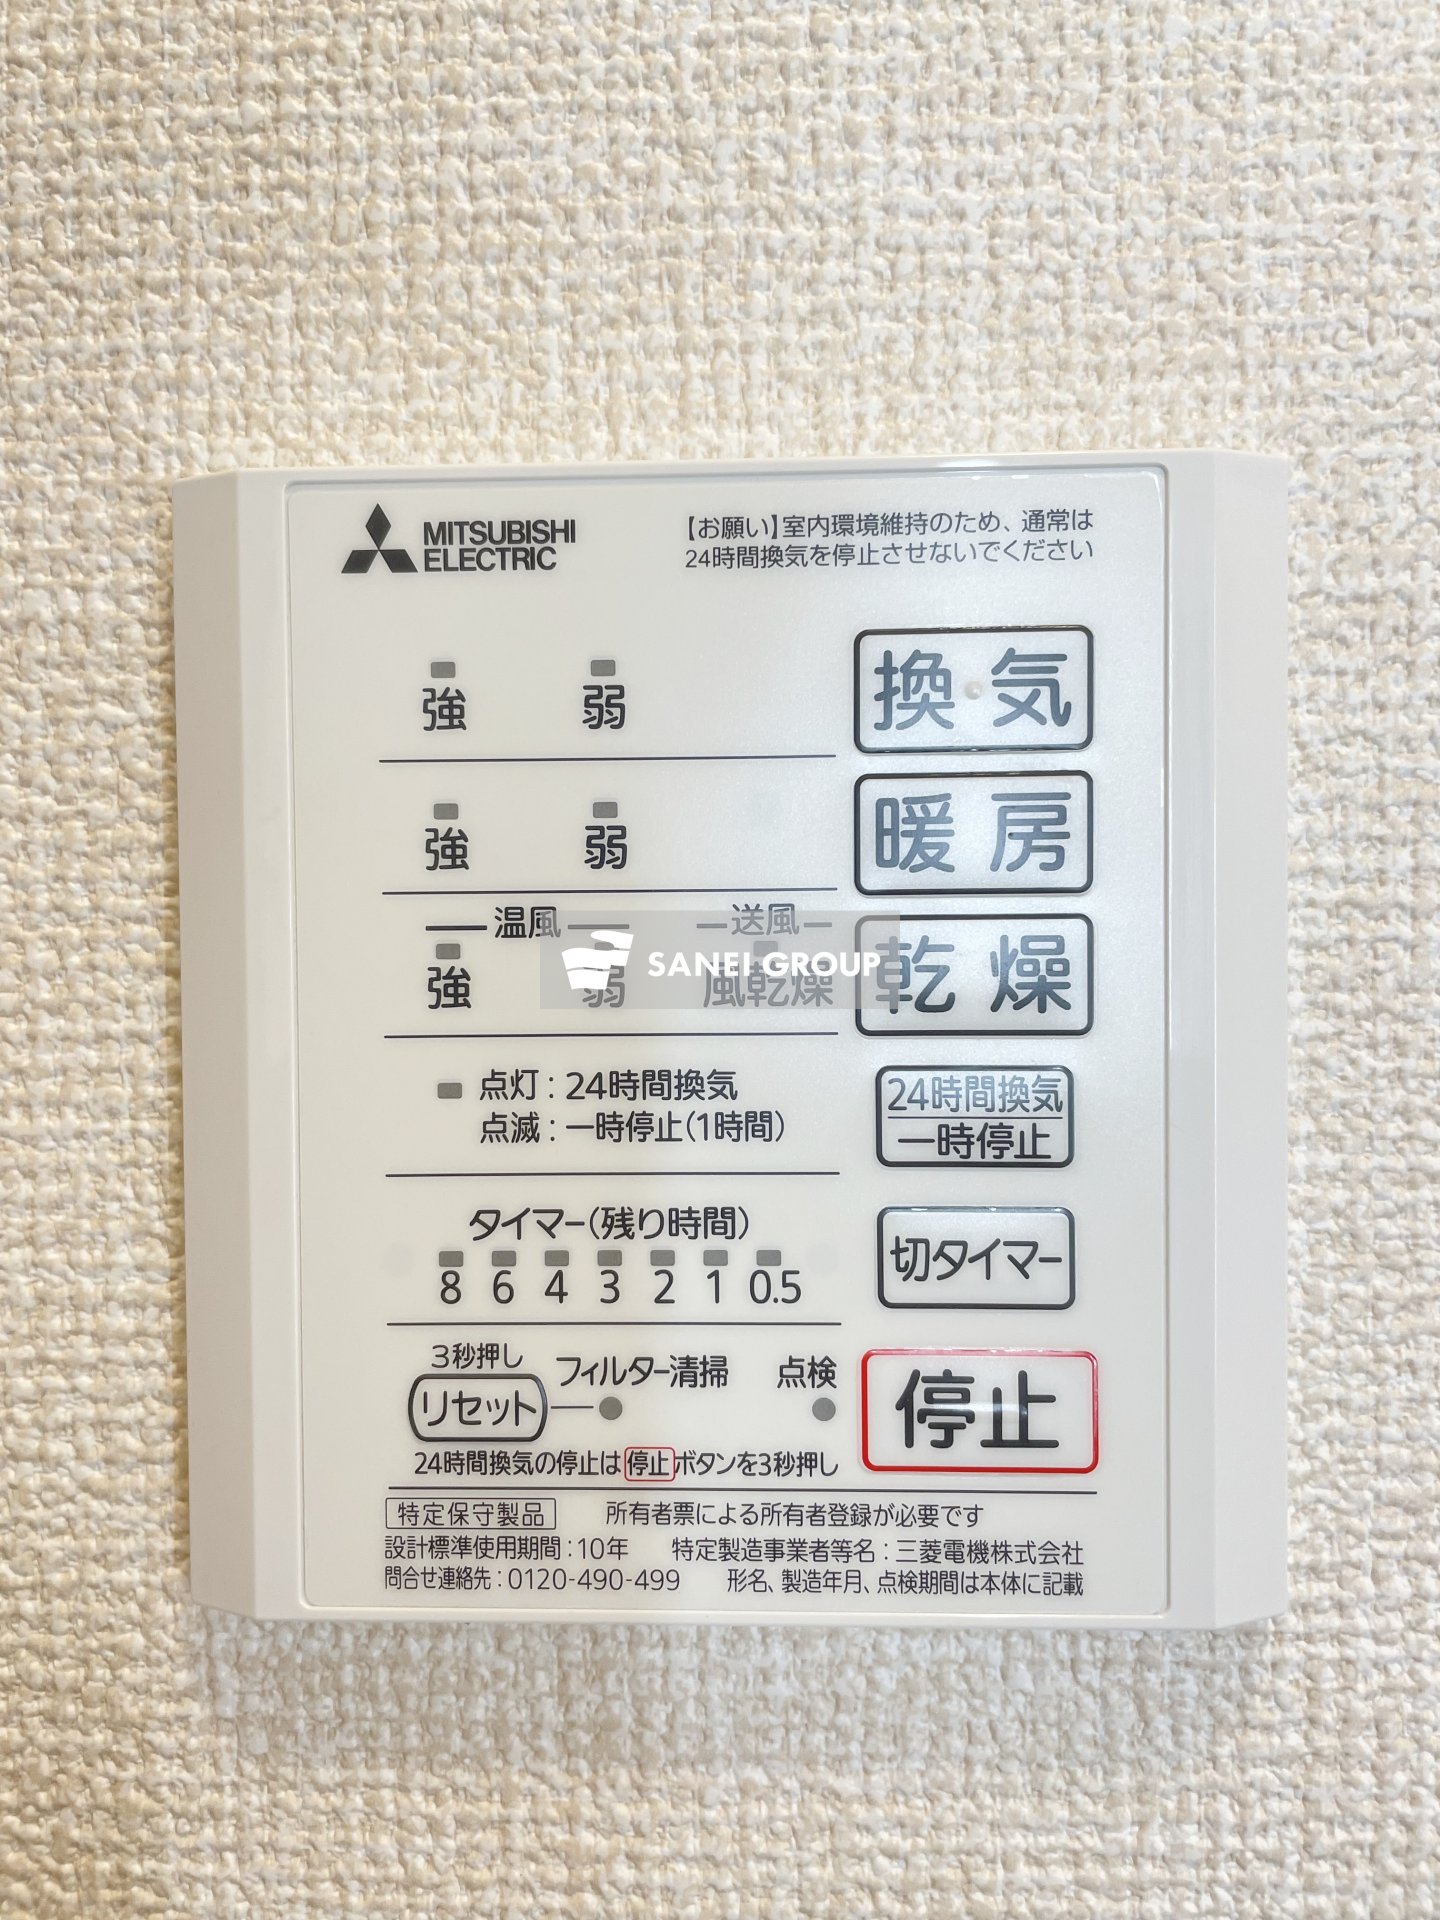 MITSUBISHI
ELECTRIC
【お願い】室内環境維持のため、通常は
24時間換気を停止させないでください
強 弱 換気
強 弱 暖房
温風 送風
強 弱 風乾燥 乾燥
SANEI GROUP
点灯：24時間換気
点滅：一時停止(1時間)
24時間換気
一時停止
タイマー(残り時間)
8 6 4 3 2 1 0.5
切タイマー
3秒押し
リセット フィルター清掃 点検
停止
24時間換気の停止は 停止 ボタンを3秒押し
特定保守製品 所有者票による所有者登録が必要です
設計標準使用期間：10年 特定製造事業者等名：三菱電機株式会社
問合せ連絡先：0120-490-499 形名、製造年月、点検期間は本体に記載